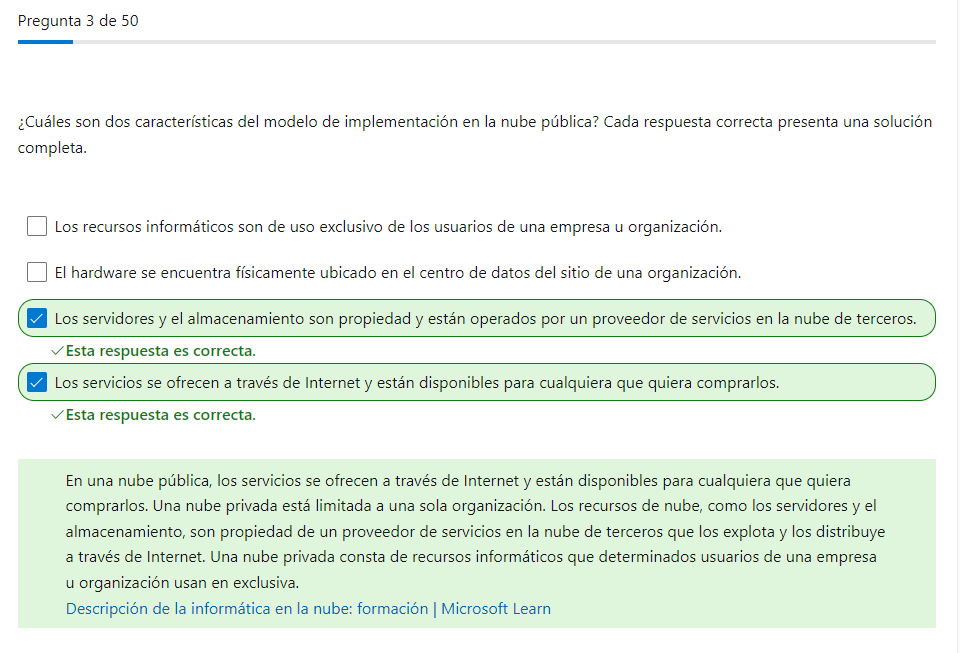 Pregunta 3 de 50
¿Cuáles son dos características del modelo de implementación en la nube pública? Cada respuesta correcta presenta una solución
completa.
Los recursos informáticos son de uso exclusivo de los usuarios de una empresa u organización.
El hardware se encuentra físicamente ubicado en el centro de datos del sitio de una organización.
Los servidores y el almacenamiento son propiedad y están operados por un proveedor de servicios en la nube de terceros.
Esta respuesta es correcta.
Los servicios se ofrecen a través de Internet y están disponibles para cualquiera que quiera comprarlos.
Esta respuesta es correcta.
En una nube pública, los servicios se ofrecen a través de Internet y están disponibles para cualquiera que quiera
comprarlos. Una nube privada está limitada a una sola organización. Los recursos de nube, como los servidores y el
almacenamiento, son propiedad de un proveedor de servicios en la nube de terceros que los explota y los distribuye
a través de Internet. Una nube privada consta de recursos informáticos que determinados usuarios de una empresa
u organización usan en exclusiva.
Descripción de la informática en la nube: formación | Microsoft Learn